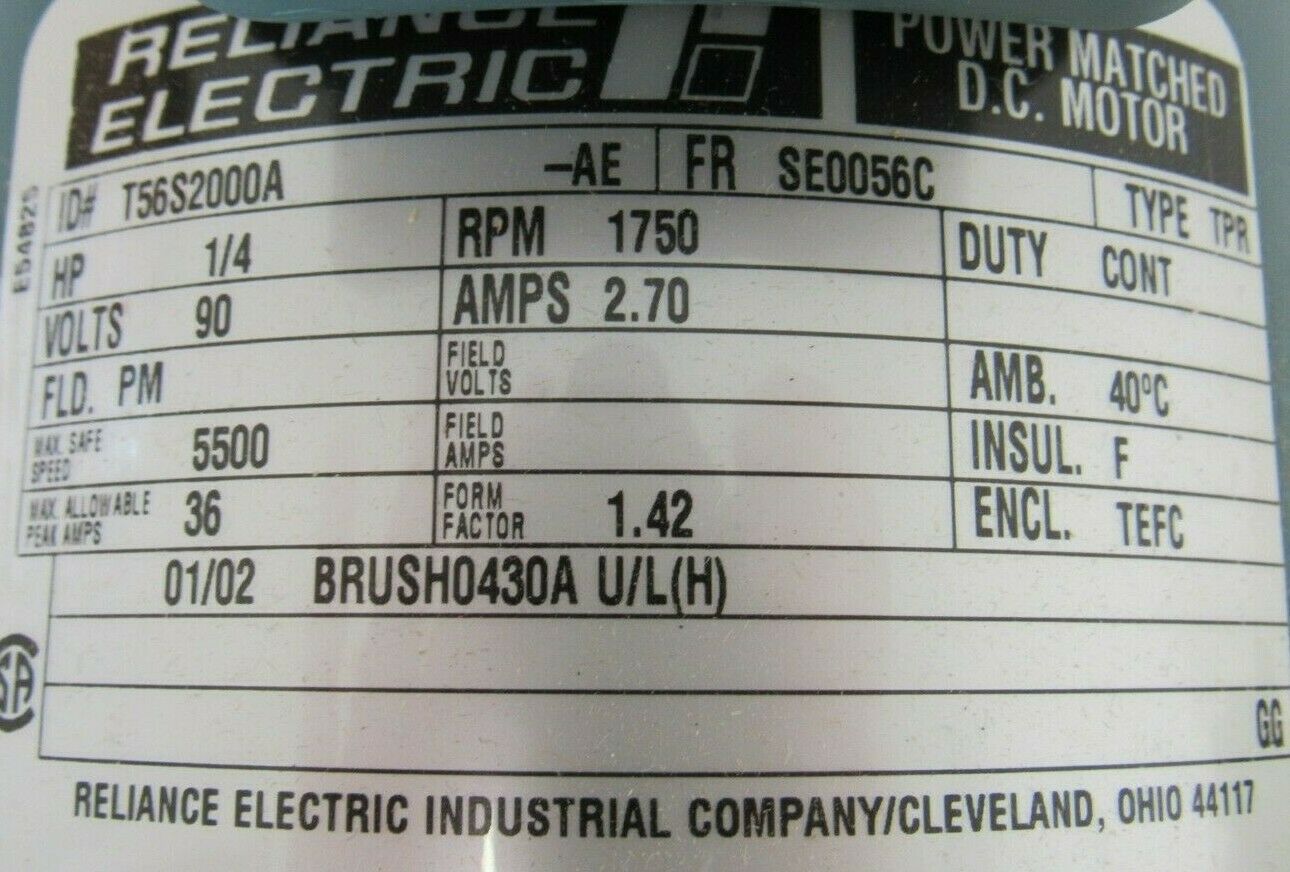 RELIANCE
ELECTRIC
POWER MATCHED
D.C. MOTOR
ID# T56S2000A -AE FR SE0056C TYPE TPR
HP 1/4 RPM 1750 DUTY CONT
VOLTS 90 AMPS 2.70
FLD. PM FIELD VOLTS AMB. 40°C
MAX. SAFE SPEED 5500 FIELD AMPS INSUL. F
MAX. ALLOWABLE PEAK AMPS 36 FORM FACTOR 1.42 ENCL. TEFC
01/02 BRUSH0430A U/L(H)
GG
RELIANCE ELECTRIC INDUSTRIAL COMPANY/CLEVELAND, OHIO 44117
E54825
SA